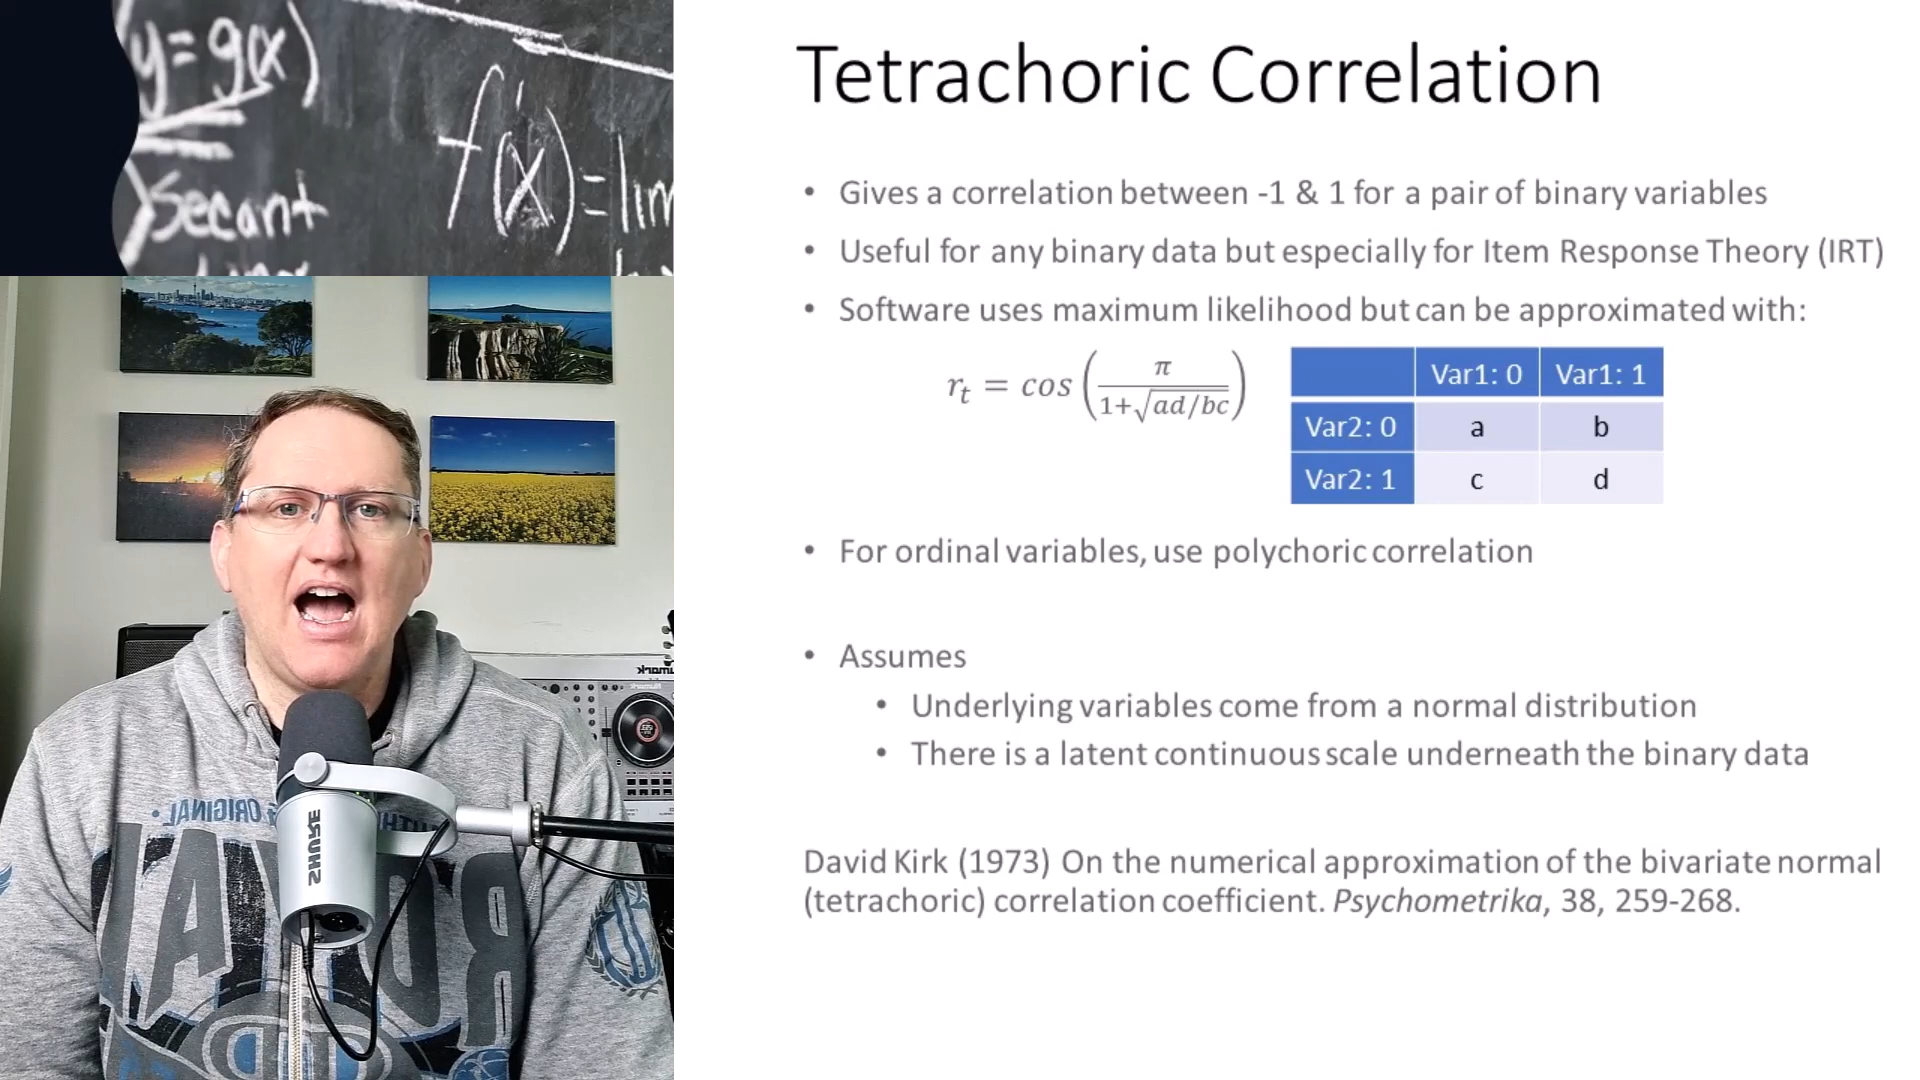 y=g(x)
Secant
f'(x)=lim
Tetrachoric Correlation
• Gives a correlation between -1 & 1 for a pair of binary variables
• Useful for any binary data but especially for Item Response Theory (IRT)
• Software uses maximum likelihood but can be approximated with:
r_t = cos(π / (1+√(ad/bc)))
Var1: 0 Var1: 1
Var2: 0 a b
Var2: 1 c d
• For ordinal variables, use polychoric correlation
• Assumes
• Underlying variables come from a normal distribution
• There is a latent continuous scale underneath the binary data
David Kirk (1973) On the numerical approximation of the bivariate normal
(tetrachoric) correlation coefficient. Psychometrika, 38, 259-268.
Numark
ORIGINAL
SHURE
ROYAL